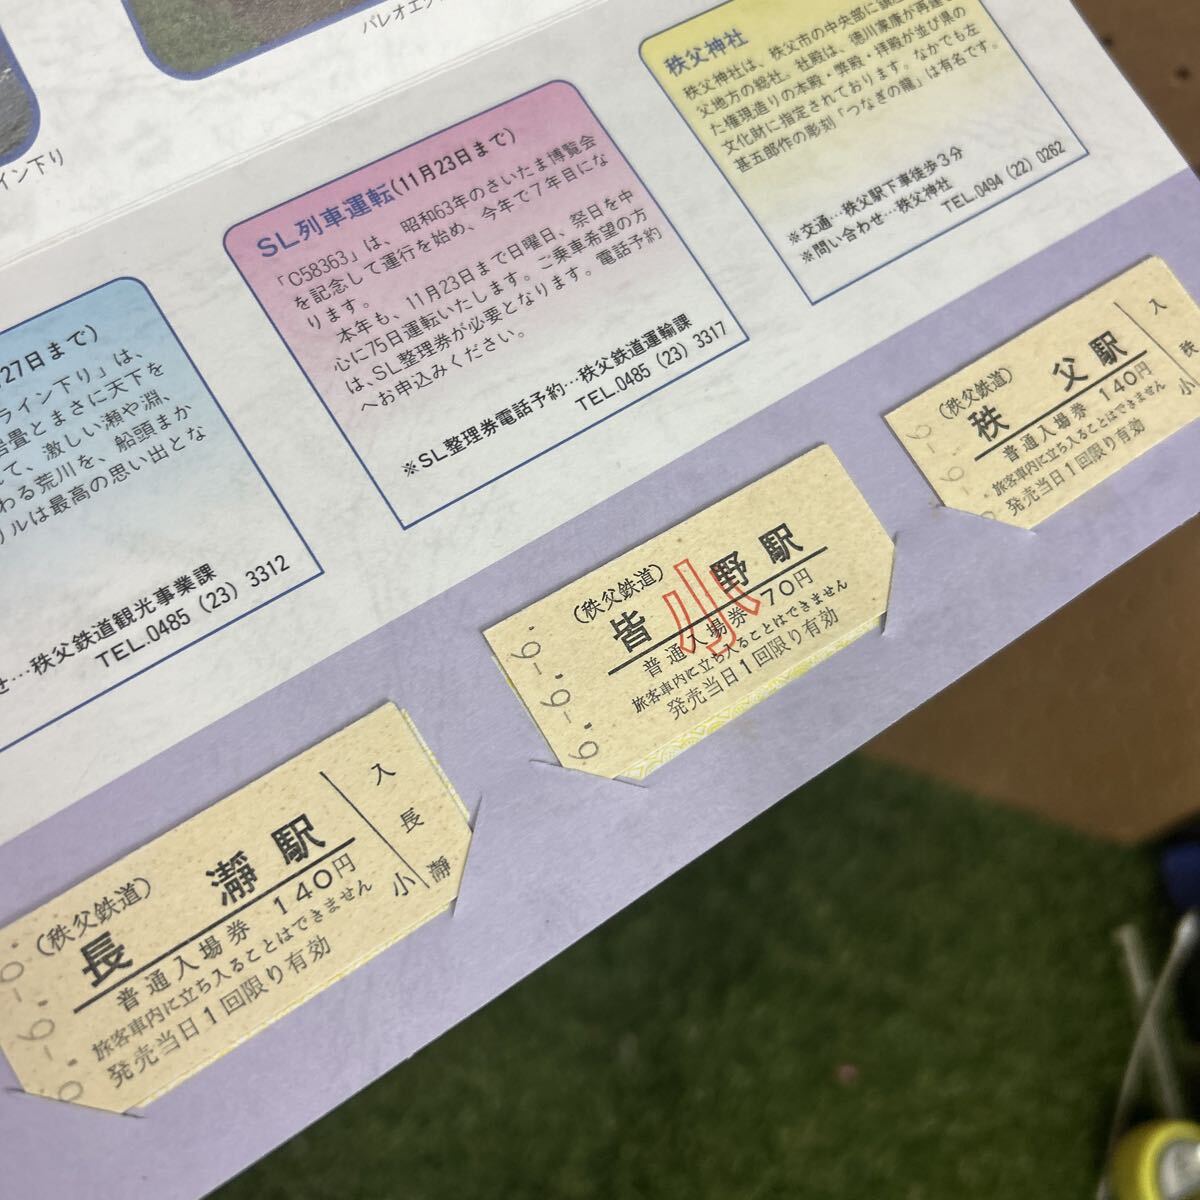 パレオエク
イン下り
27日まで)
ライン下り」は、
岩畳とまさに天下を
て、激しい瀬や淵、
わる荒川を、船頭まか
リルは最高の思い出とな
せ…秩父鉄道観光事業課
TEL.0485 (23) 3312
SL列車運転(11月23日まで)
「C58363」は、昭和63年のさいたま博覧会
を記念して運行を始め、今年で7年目にな
ります。
本年も、11月23日まで日曜日、祭日を中
心に75日運転いたします。ご乗車希望の方
は、SL整理券が必要となります。電話予約
へお申込みください。
※SL整理券電話予約…秩父鉄道運輸課
TEL.0485 (23) 3317
秩父神社
秩父神社は、秩父市の中央部に鎮
父地方の総社。社殿は、徳川家康が再建
た権現造りの本殿・弊殿・拝殿が並び県の
文化財に指定されております。なかでも左
甚五郎作の彫刻「つなぎの龍」は有名です。
※交通…秩父駅下車徒歩3分
※問い合わせ…秩父神社
TEL.0494 (22) 0262
(秩父鉄道)
長瀞駅
普通入場券 140円
旅客車内に立ち入ることはできません
発売当日1回限り有効
入
長
瀞
小
6.-6.-6.
(秩父鉄道)
皆野駅
小
普通入場券 70円
旅客車内に立ち入ることはできません
発売当日1回限り有効
(秩父鉄道)
秩父駅
普通入場券 140円
旅客車内に立ち入ることはできません
発売当日1回限り有効
入
秩
小